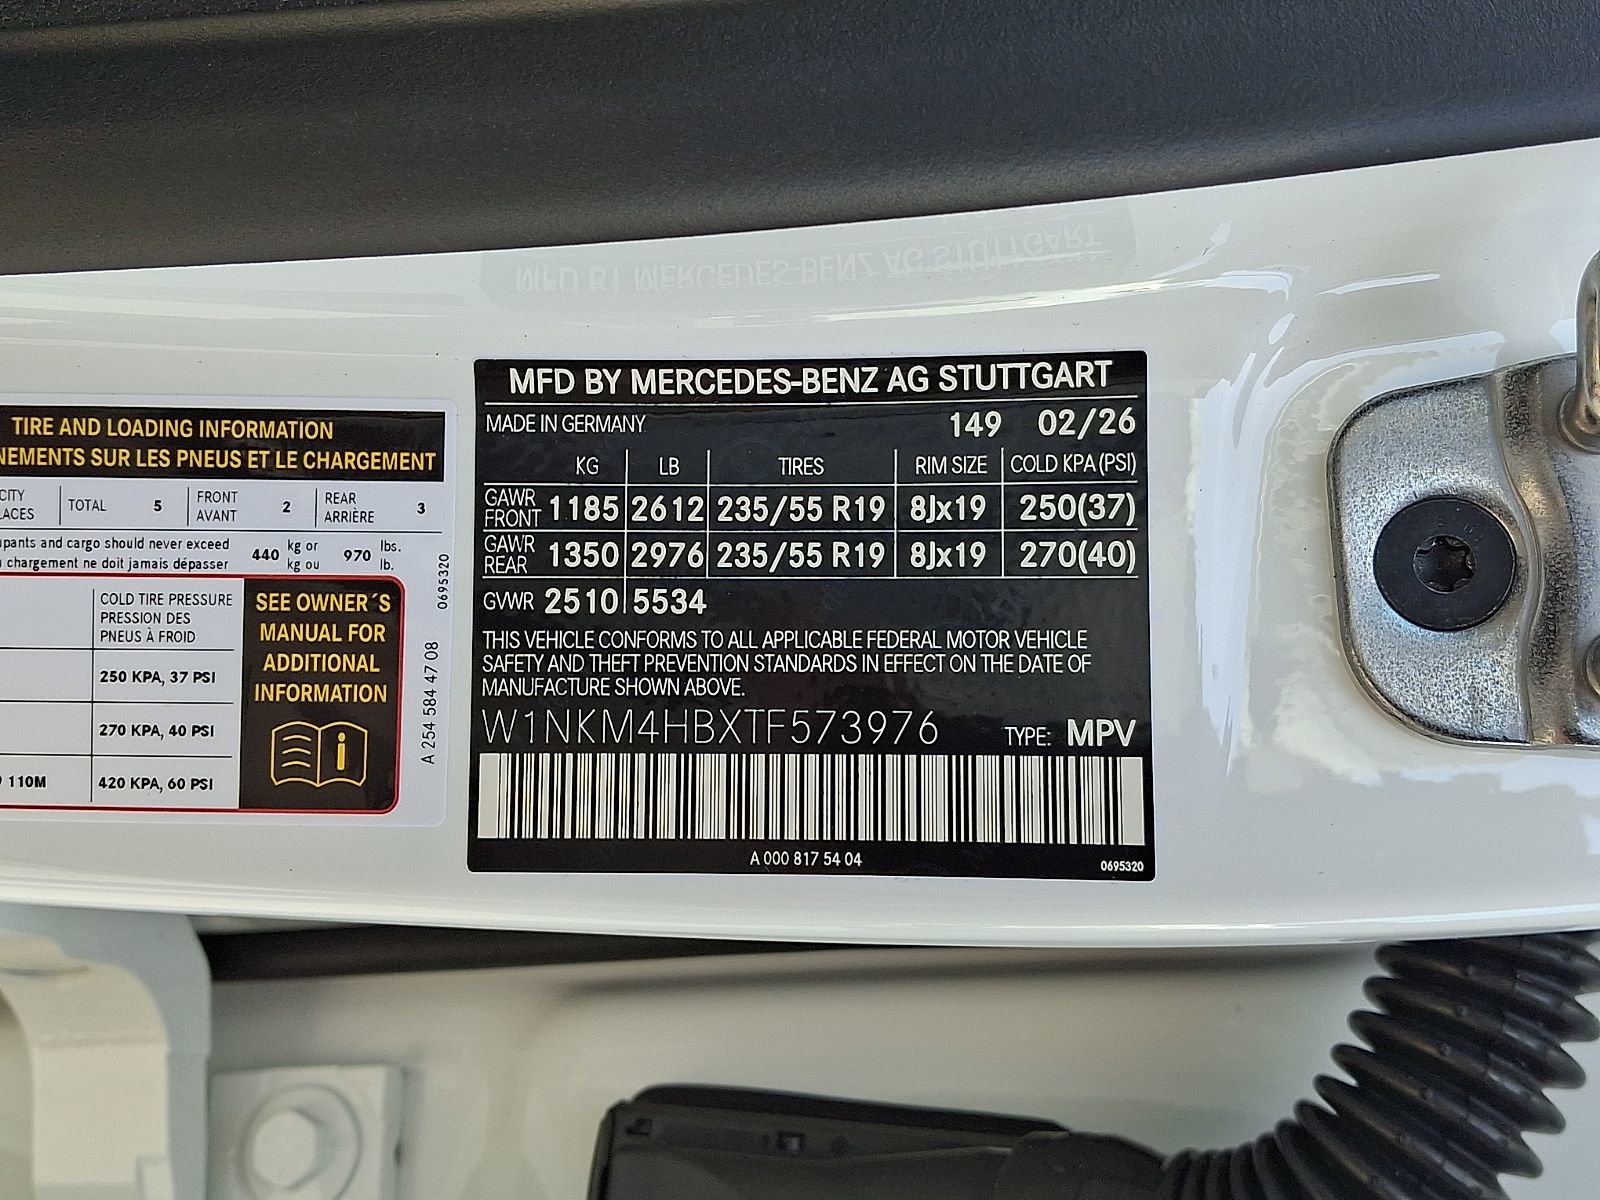 TIRE AND LOADING INFORMATION
NEMENTS SUR LES PNEUS ET LE CHARGEMENT
CITY
LACES
TOTAL 5
FRONT
AVANT
2
REAR
ARRIÈRE
3
upants and cargo should never exceed
chargement ne doit jamais dépasser
440 kg or
kg ou
970 lbs.
lb.
COLD TIRE PRESSURE
PRESSION DES
PNEUS À FROID
250 KPA, 37 PSI
270 KPA, 40 PSI
110M 420 KPA, 60 PSI
SEE OWNER´S
MANUAL FOR
ADDITIONAL
INFORMATION
i
0695320
A 254 584 47 08
MFD BY MERCEDES-BENZ AG STUTTGART
MADE IN GERMANY 149 02/26
KG LB TIRES RIM SIZE COLD KPA (PSI)
GAWR
FRONT 1185 2612 235/55 R19 8Jx19 250(37)
GAWR
REAR 1350 2976 235/55 R19 8Jx19 270(40)
GVWR 2510 5534
THIS VEHICLE CONFORMS TO ALL APPLICABLE FEDERAL MOTOR VEHICLE
SAFETY AND THEFT PREVENTION STANDARDS IN EFFECT ON THE DATE OF
MANUFACTURE SHOWN ABOVE.
W1NKM4HBXTF573976 TYPE: MPV
A 000 817 54 04
0695320